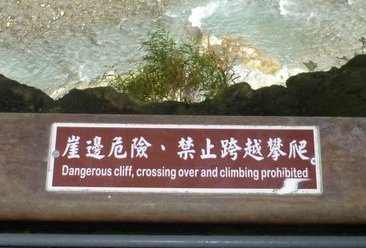 崖邊危險、禁止跨越攀爬
Dangerous cliff, crossing over and climbing prohibited